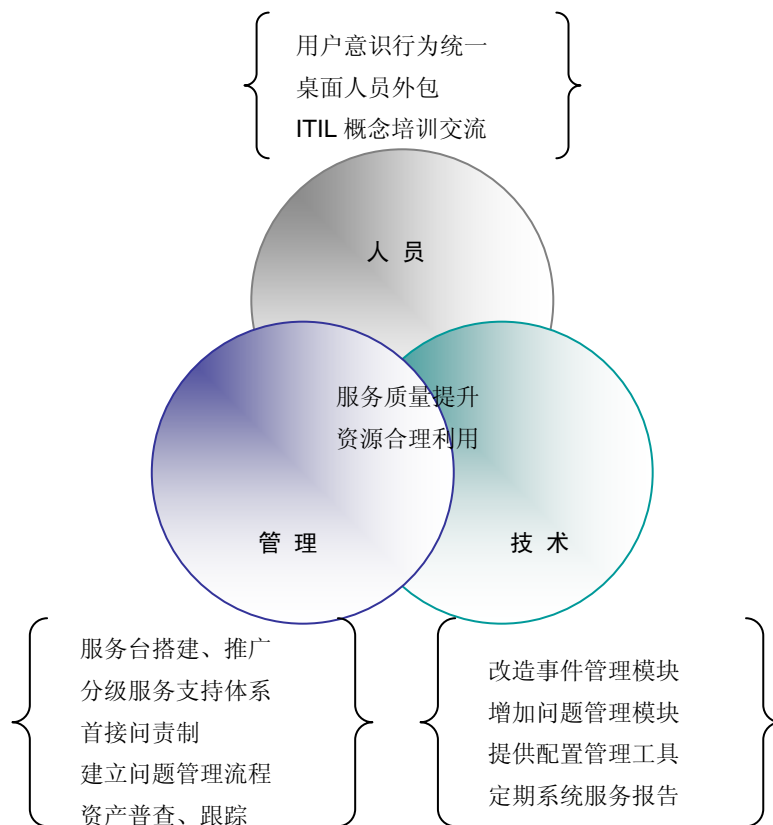 用户意识行为统一
桌面人员外包
ITIL 概念培训交流
人 员
服务质量提升
资源合理利用
管 理
技 术
服务台搭建、推广
分级服务支持体系
首接问责制
建立问题管理流程
资产普查、跟踪
改造事件管理模块
增加问题管理模块
提供配置管理工具
定期系统服务报告